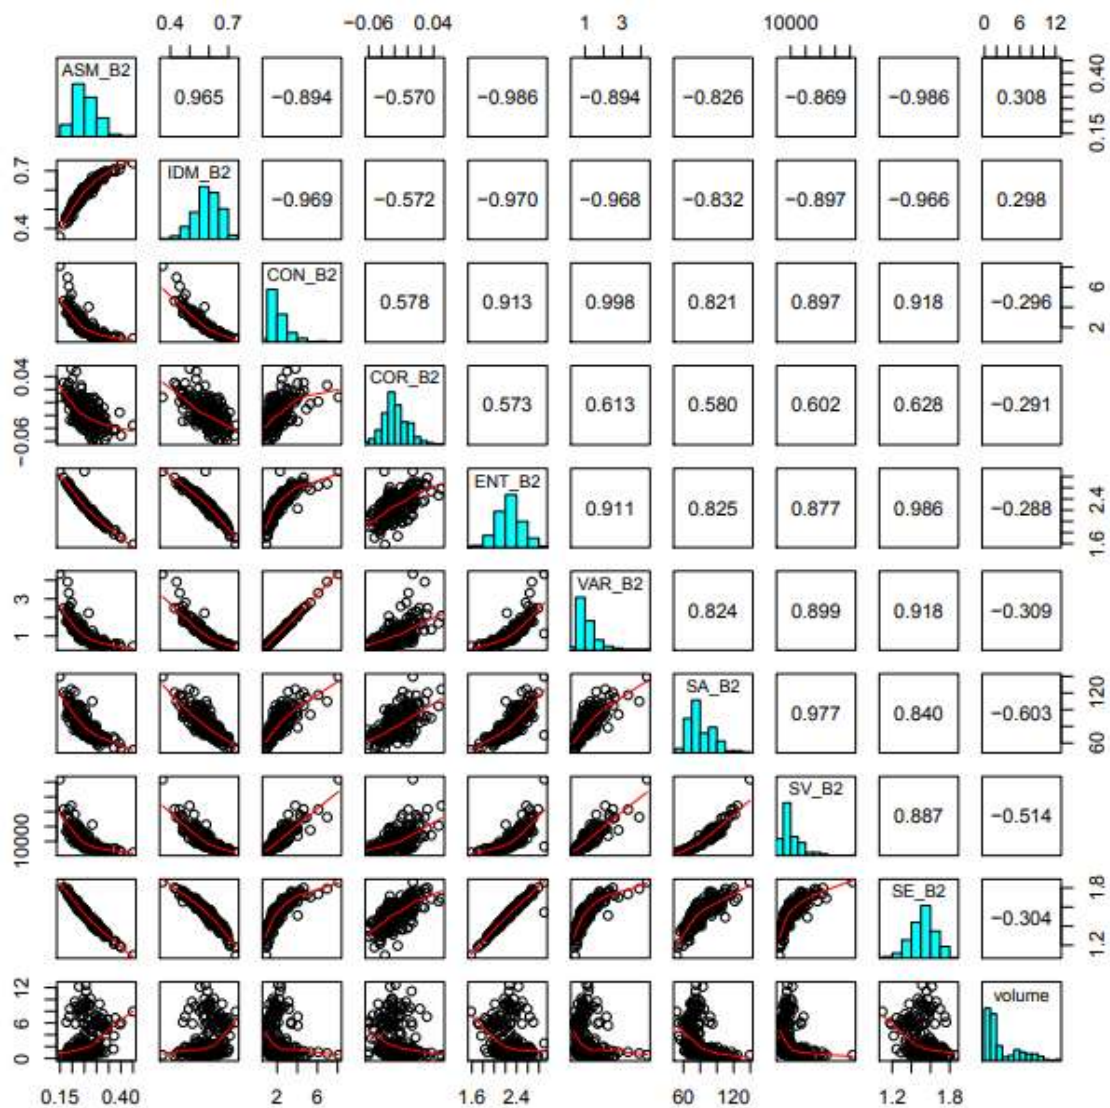 0.4 0.7 −0.06 0.04 1 3 10000 0 6 12
ASM_B2 0.965 −0.894 −0.570 −0.986 −0.894 −0.826 −0.869 −0.986 0.308 0.15 0.40
0.4 0.7 IDM_B2 −0.969 −0.572 −0.970 −0.968 −0.832 −0.897 −0.966 0.298
CON_B2 0.578 0.913 0.998 0.821 0.897 0.918 −0.296 2 6
−0.06 0.04 COR_B2 0.573 0.613 0.580 0.602 0.628 −0.291
ENT_B2 0.911 0.825 0.877 0.986 −0.288 1.6 2.4
1 3 VAR_B2 0.824 0.899 0.918 −0.309
SA_B2 0.977 0.840 −0.603 60 120
10000 SV_B2 0.887 −0.514
SE_B2 −0.304 1.2 1.8
0 6 12 volume
0.15 0.40 2 6 1.6 2.4 60 120 1.2 1.8